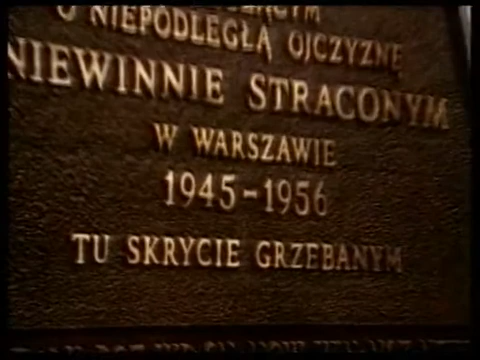 O NIEPODLEGŁĄ OJCZYZNĘ
NIEWINNIE STRACONYM
W WARSZAWIE
1945-1956
TU SKRYCIE GRZEBANYM